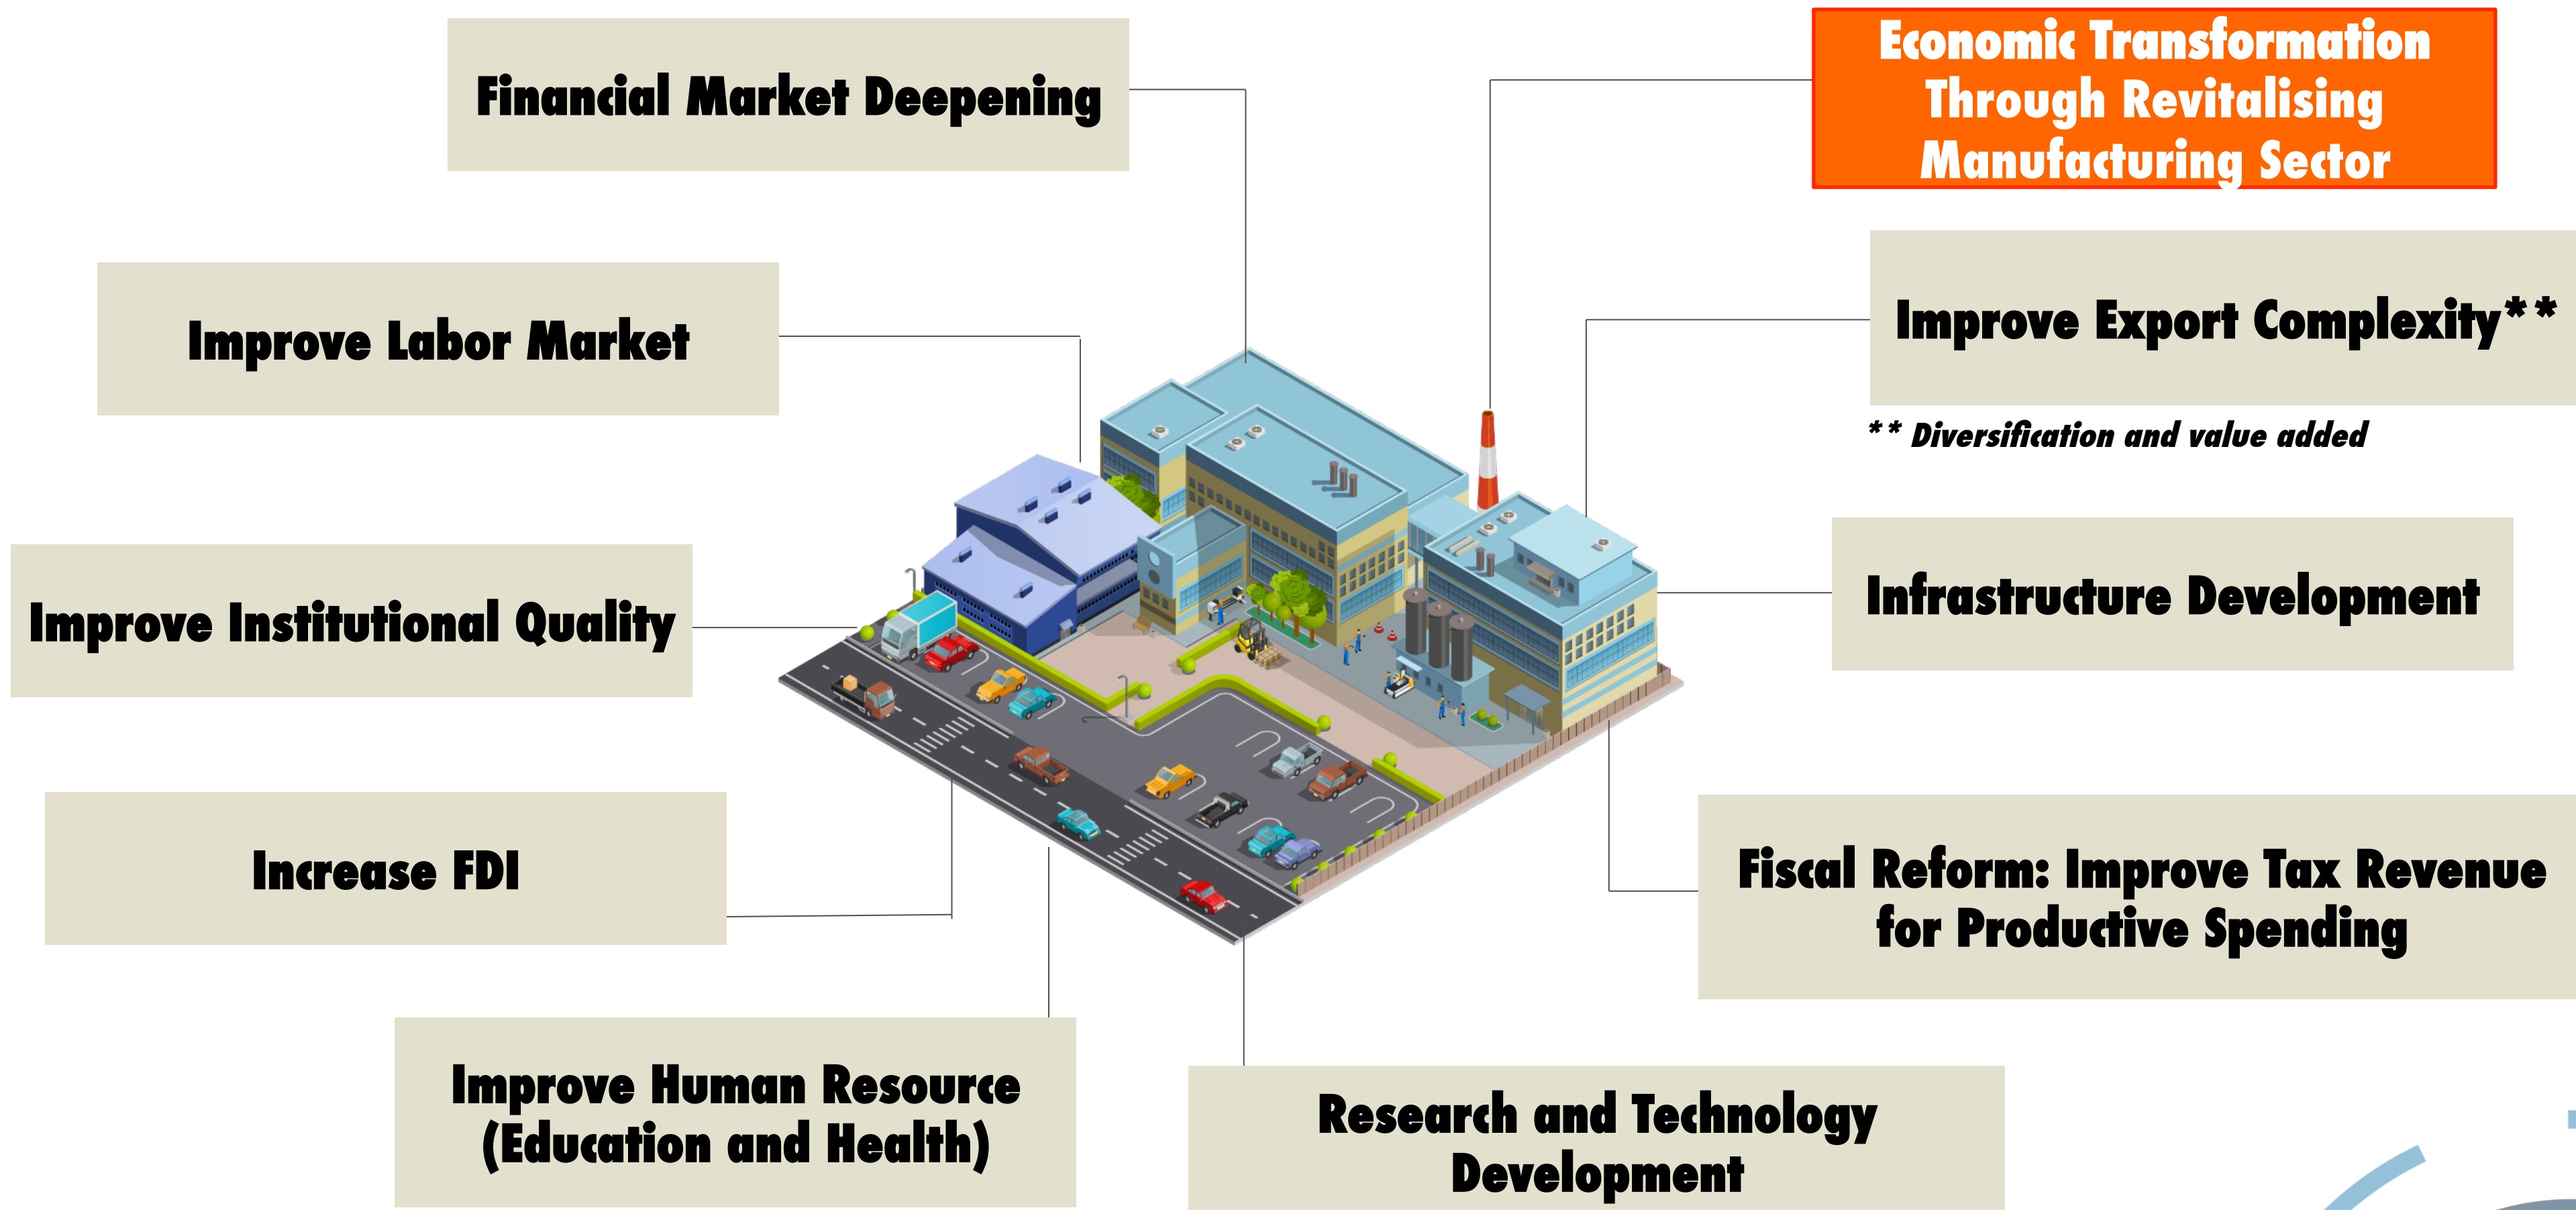 Financial Market Deepening
Economic Transformation
Through Revitalising
Manufacturing Sector
Improve Labor Market
Improve Export Complexity**
** Diversification and value added
Improve Institutional Quality
Infrastructure Development
Increase FDI
Fiscal Reform: Improve Tax Revenue
for Productive Spending
Improve Human Resource
(Education and Health)
Research and Technology
Development